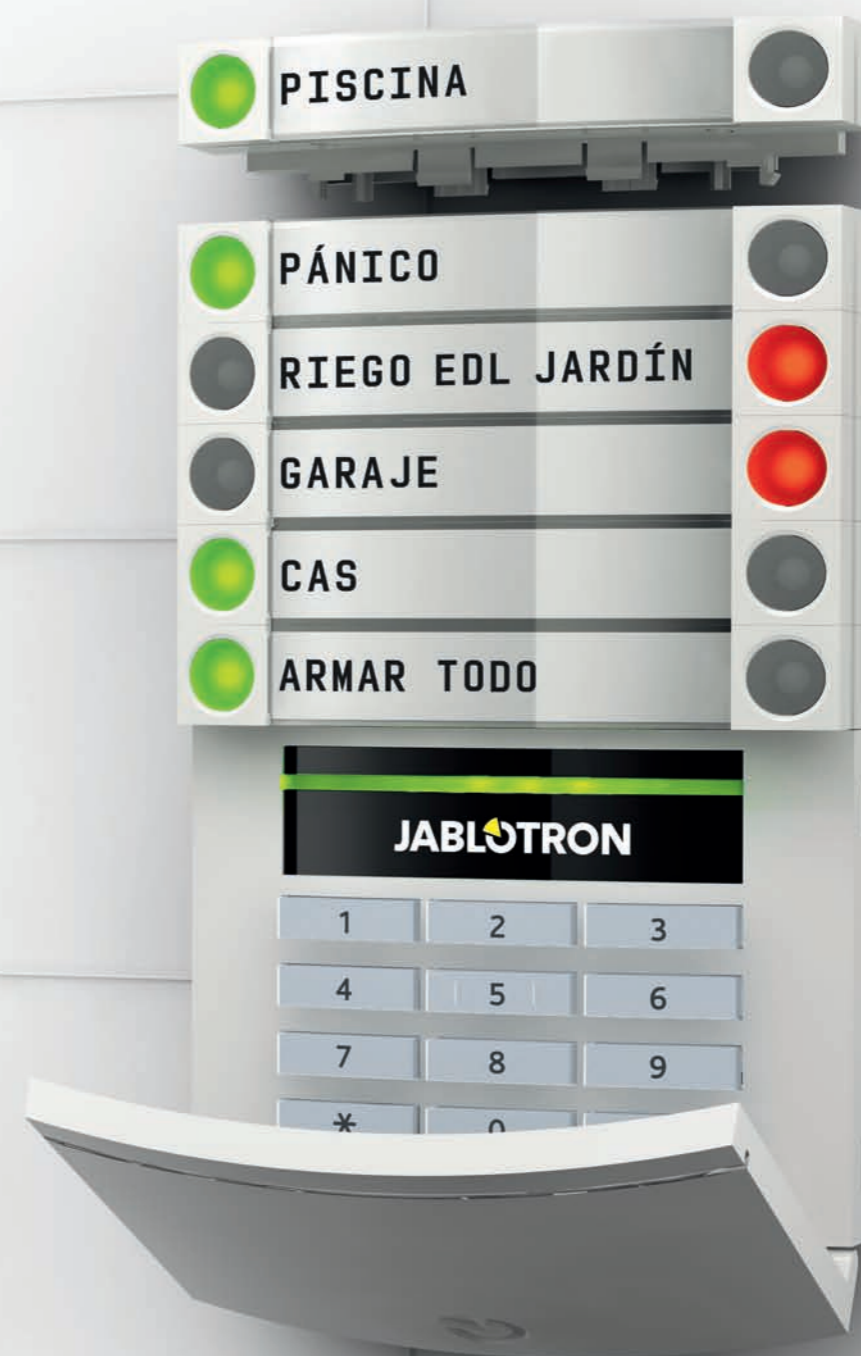 PISCINA
PÁNICO
RIEGO EDL JARDÍN
GARAJE
CAS
ARMAR TODO
JABLOTRON
1 2 3
4 5 6
7 8 9
* 0